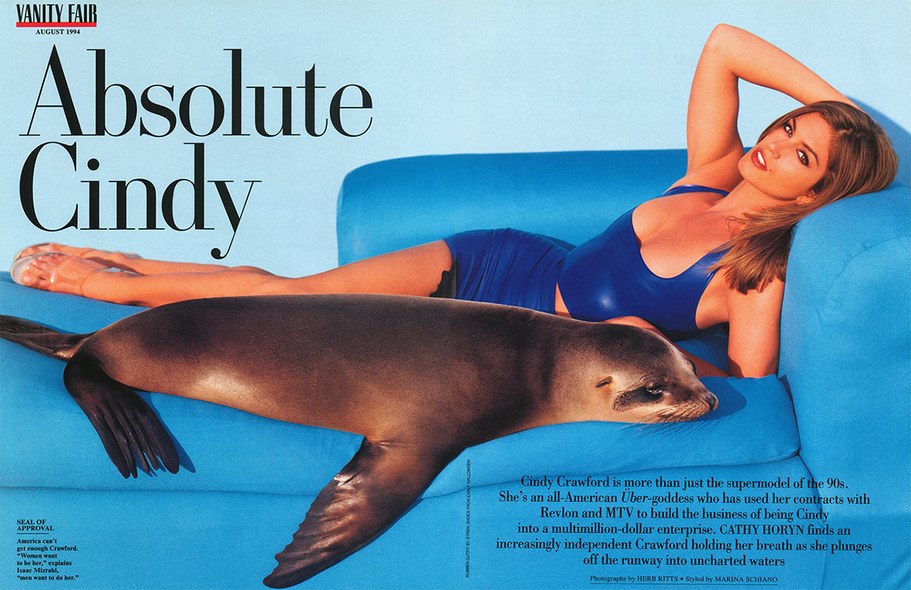 VANITY FAIR
AUGUST 1994
Absolute
Cindy
SEAL OF
APPROVAL
America can't
get enough Crawford.
"Women want
to be her," explains
Isaac Mizrahi,
"men want to do her."
Cindy Crawford is more than just the supermodel of the 90s.
She's an all-American Über-goddess who has used her contracts with
Revlon and MTV to build the business of being Cindy
into a multimillion-dollar enterprise. CATHY HORYN finds an
increasingly independent Crawford holding her breath as she plunges
off the runway into uncharted waters
Photographs by HERB RITTS • Styled by MARINA SCHIANO